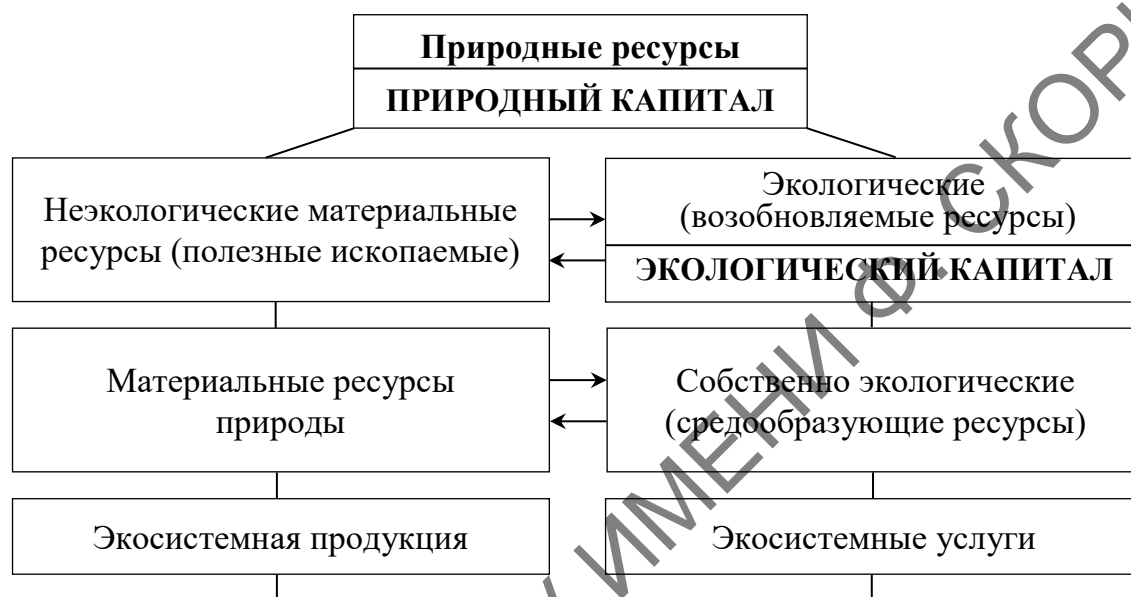 Природные ресурсы
ПРИРОДНЫЙ КАПИТАЛ
Неэкологические материальные
ресурсы (полезные ископаемые)
Экологические
(возобновляемые ресурсы)
ЭКОЛОГИЧЕСКИЙ КАПИТАЛ
Материальные ресурсы
природы
Собственно экологические
(средообразующие ресурсы)
Экосистемная продукция
Экосистемные услуги
ИМЕНИ Ф.